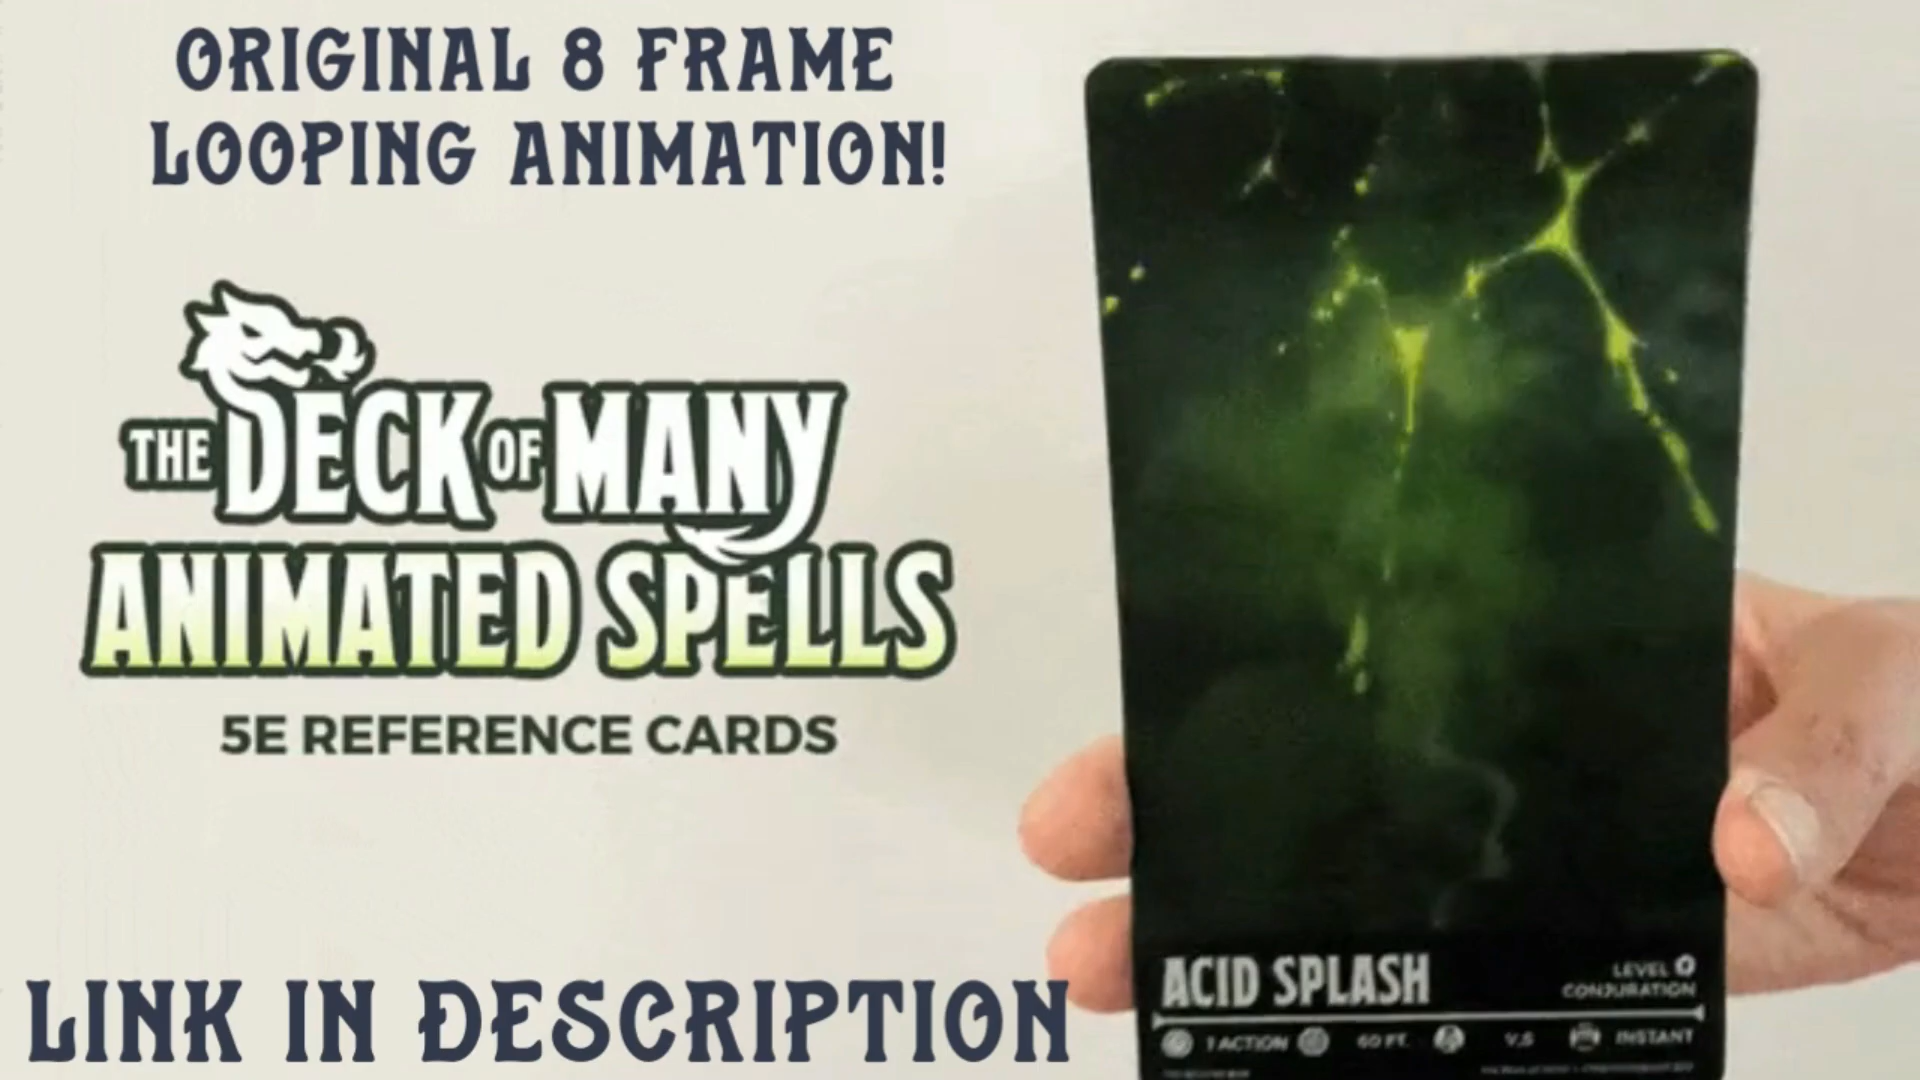 ORIGINAL 8 FRAME
LOOPING ANIMATION!
THE DECK OF MANY
ANIMATED SPELLS
5E REFERENCE CARDS
LINK IN DESCRIPTION
ACID SPLASH
LEVEL 0
CONJURATION
1 ACTION 60 FT. V,S INSTANT